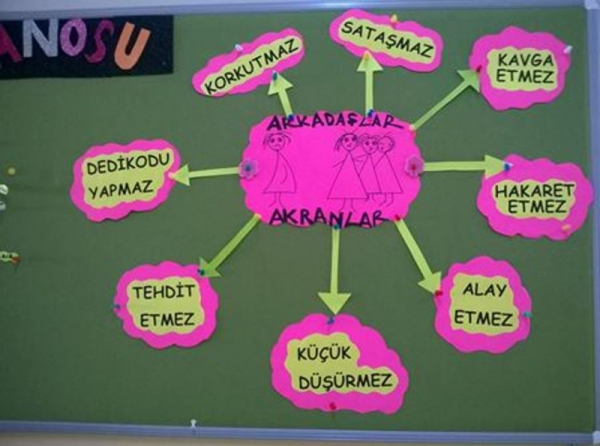 ANOSU
KORKUTMAZ
SATAŞMAZ
KAVGA
ETMEZ
ARKADAŞLAR
AKRANLAR
DEDİKODU
YAPMAZ
HAKARET
ETMEZ
TEHDİT
ETMEZ
KÜÇÜK
DÜŞÜRMEZ
ALAY
ETMEZ